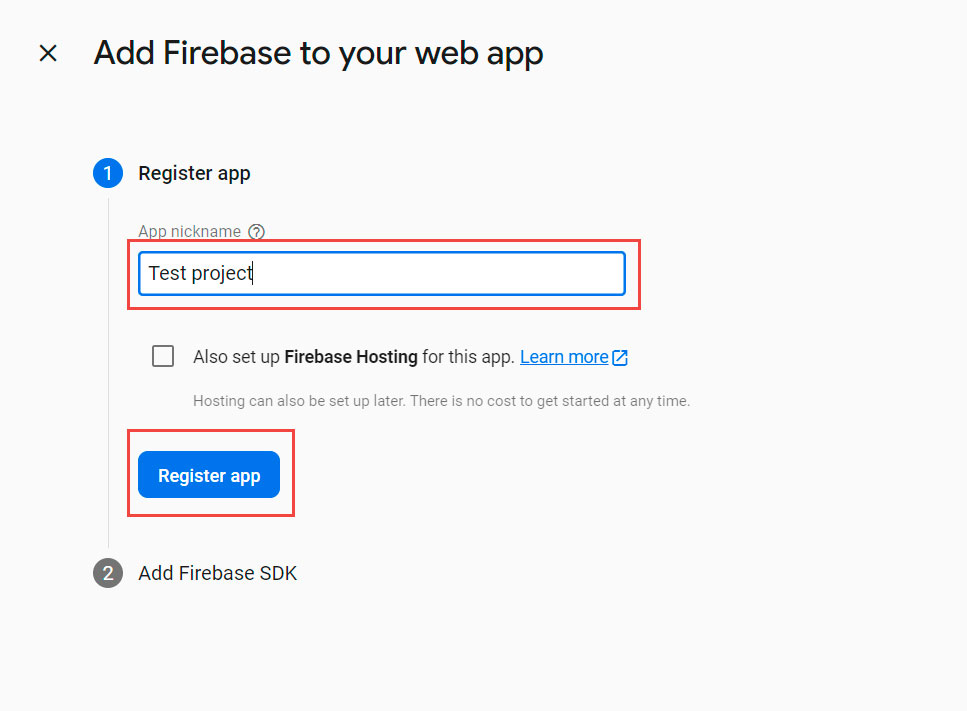 Add Firebase to your web app
1 Register app
App nickname ?
Test project
Also set up Firebase Hosting for this app. Learn more
Hosting can also be set up later. There is no cost to get started at any time.
Register app
2 Add Firebase SDK